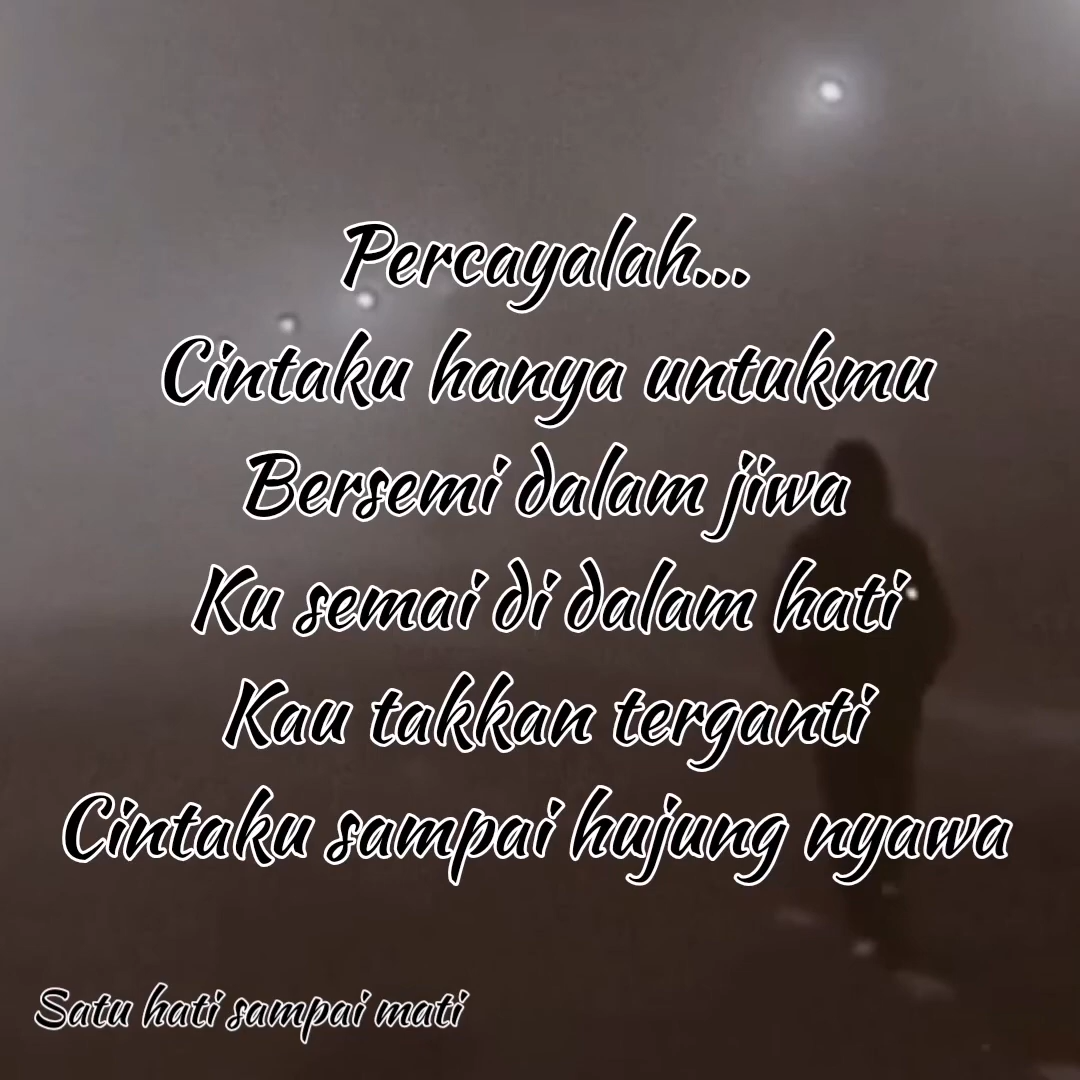 Percayalah...
Cintaku hanya untukmu
Bersemi dalam jiwa
Ku semai di dalam hati
Kau takkan terganti
Cintaku sampai hujung nyawa
Satu hati sampai mati